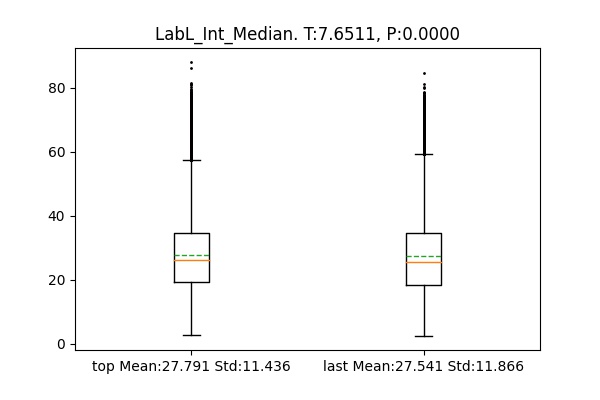 LabL_Int_Median. T:7.6511, P:0.0000
80
60
40
20
0
top Mean:27.791 Std:11.436
last Mean:27.541 Std:11.866